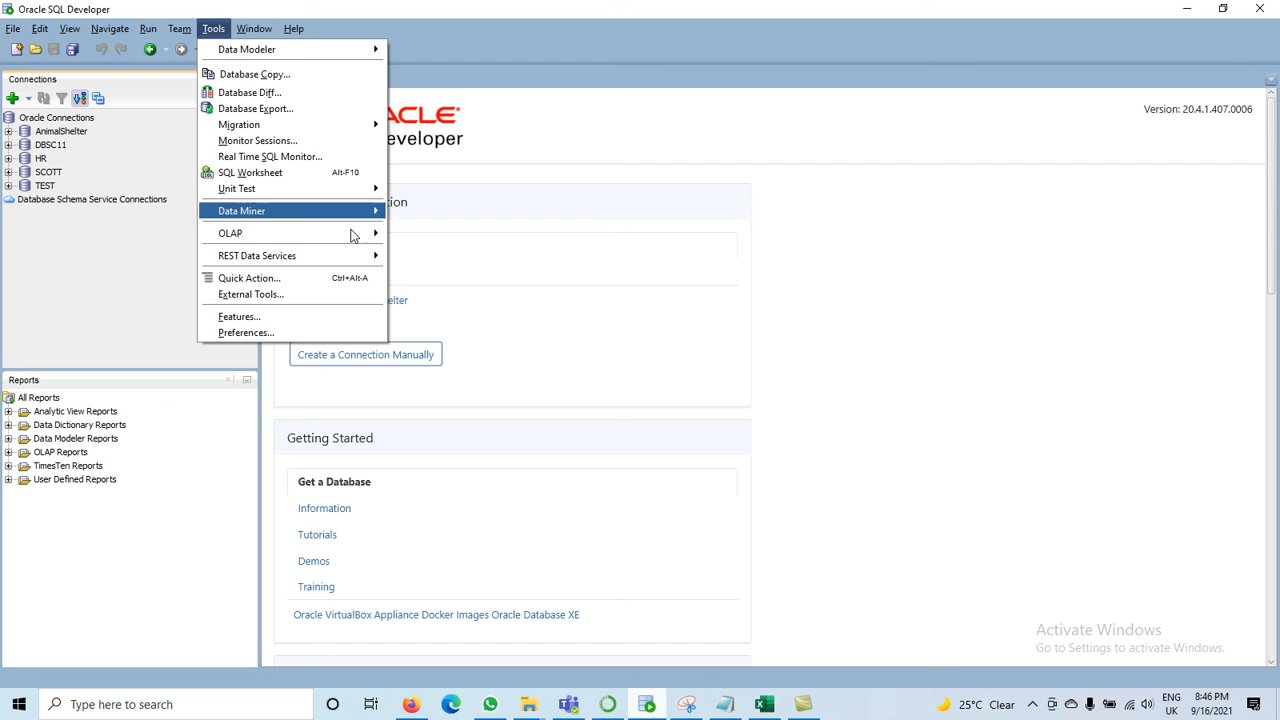 Oracle SQL Developer
File Edit View Navigate Run Team Tools Window Help
Connections
Oracle Connections
AnimalShelter
DBSC11
HR
SCOTT
TEST
Database Schema Service Connections
Data Modeler
Database Copy...
Database Diff...
Database Export...
Migration
Monitor Sessions...
Real Time SQL Monitor...
SQL Worksheet Alt-F10
Unit Test
Data Miner
OLAP
REST Data Services
Quick Action... Ctrl+Alt-A
External Tools...
Features...
Preferences...
ACLE
eveloper
Version: 20.4.1.407.0006
ion
elter
Create a Connection Manually
Reports
All Reports
Analytic View Reports
Data Dictionary Reports
Data Modeler Reports
OLAP Reports
TimesTen Reports
User Defined Reports
Getting Started
Get a Database
Information
Tutorials
Demos
Training
Oracle VirtualBox Appliance Docker Images Oracle Database XE
Activate Windows
Go to Settings to activate Windows.
Type here to search
25°C Clear
ENG
UK
8:46 PM
9/16/2021